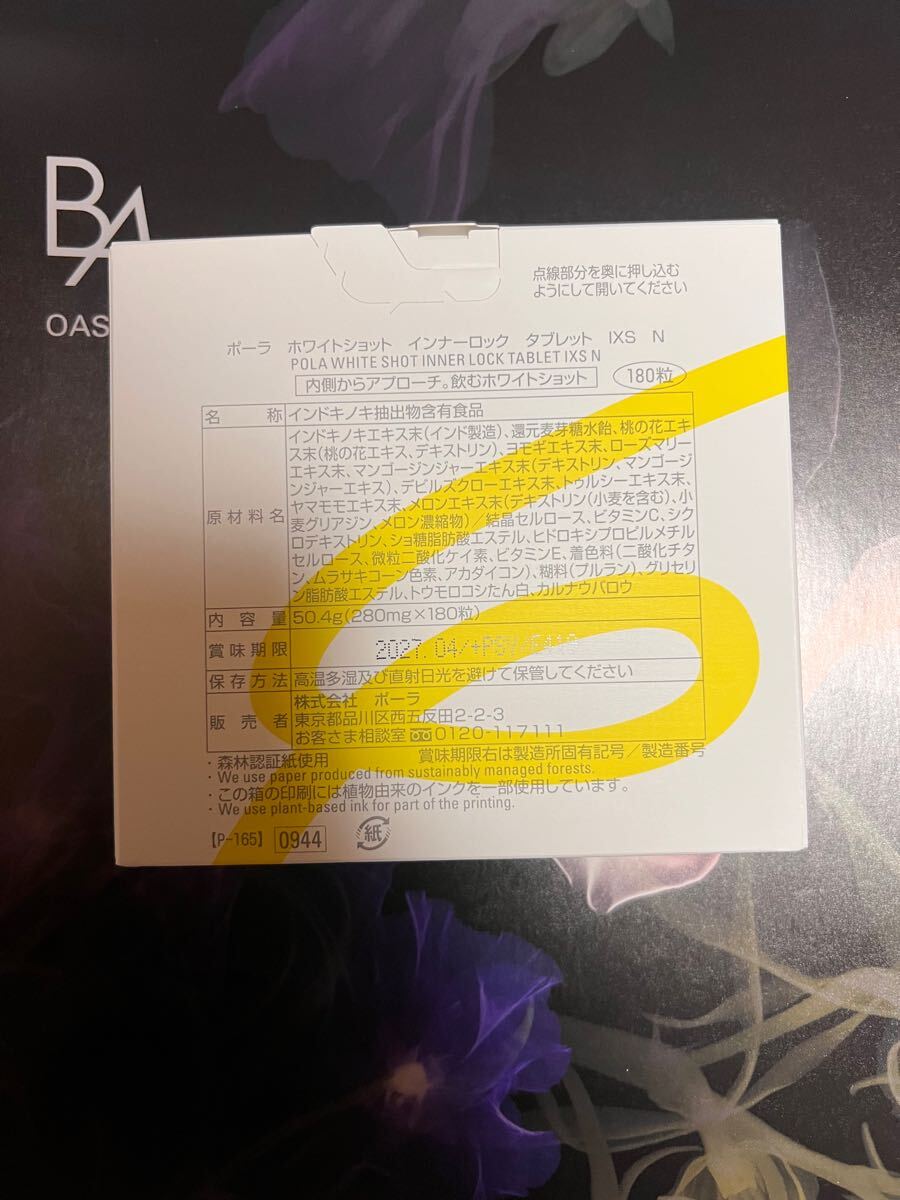 BA
OAS
点線部分を奥に押し込む
ようにして開いてください
ポーラ ホワイトショット インナーロック タブレット IXS N
POLA WHITE SHOT INNER LOCK TABLET IXS N
内側からアプローチ。飲むホワイトショット 180粒
名称 インドキノキ抽出物含有食品
原材料名 インドキノキエキス末(インド製造)、還元麦芽糖水飴、桃の花エキ
ス末(桃の花エキス、デキストリン)、ヨモギエキス末、ローズマリー
エキス末、マンゴージンジャーエキス末(デキストリン、マンゴージ
ンジャーエキス)、デビルズクローエキス末、トゥルシーエキス末、
ヤマモモエキス末、メロンエキス末(デキストリン(小麦を含む)、小
麦グリアジン、メロン濃縮物)/結晶セルロース、ビタミンC、シク
ロデキストリン、ショ糖脂肪酸エステル、ヒドロキシプロピルメチル
セルロース、微粒二酸化ケイ素、ビタミンE、着色料(二酸化チタ
ン、ムラサキコーン色素、アカダイコン)、糊料(プルラン)、グリセリ
ン脂肪酸エステル、トウモロコシたん白、カルナウバロウ
内容量 50.4g(280mg×180粒)
賞味期限 2027.04/+
保存方法 高温多湿及び直射日光を避けて保管してください
販売者 株式会社 ポーラ
東京都品川区西五反田2-2-3
お客さま相談室 0120-117111
・森林認証紙使用 賞味期限右は製造所固有記号/製造番号
・We use paper produced from sustainably managed forests.
・この箱の印刷には植物由来のインクを一部使用しています。
・We use plant-based ink for part of the printing.
【P-165】 0944 紙